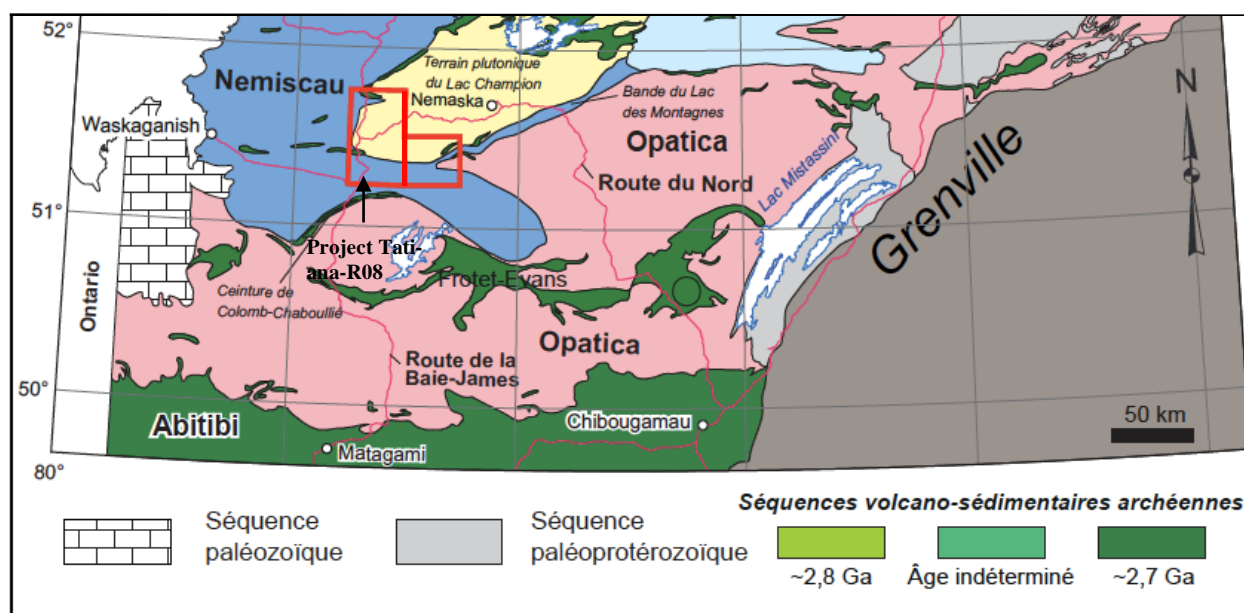 52°
Nemiscau
Terrain plutonique
du Lac Champion
Nemaska
Bande du Lac
des Montagnes
N
Waskaganish
Opatica
Route du Nord
Lac Mistassini
51°
Grenville
Project Tati-
ana-R08
Frotet-Evans
Ceinture de
Colomb-Chaboullié
Ontario
Opatica
Route de la
Baie-James
50°
Abitibi
Chibougamau
50 km
Matagami
80°
Séquence
paléozoïque
Séquence
paléoprotérozoïque
Séquences volcano-sédimentaires archéennes
~2,8 Ga
Âge indéterminé
~2,7 Ga